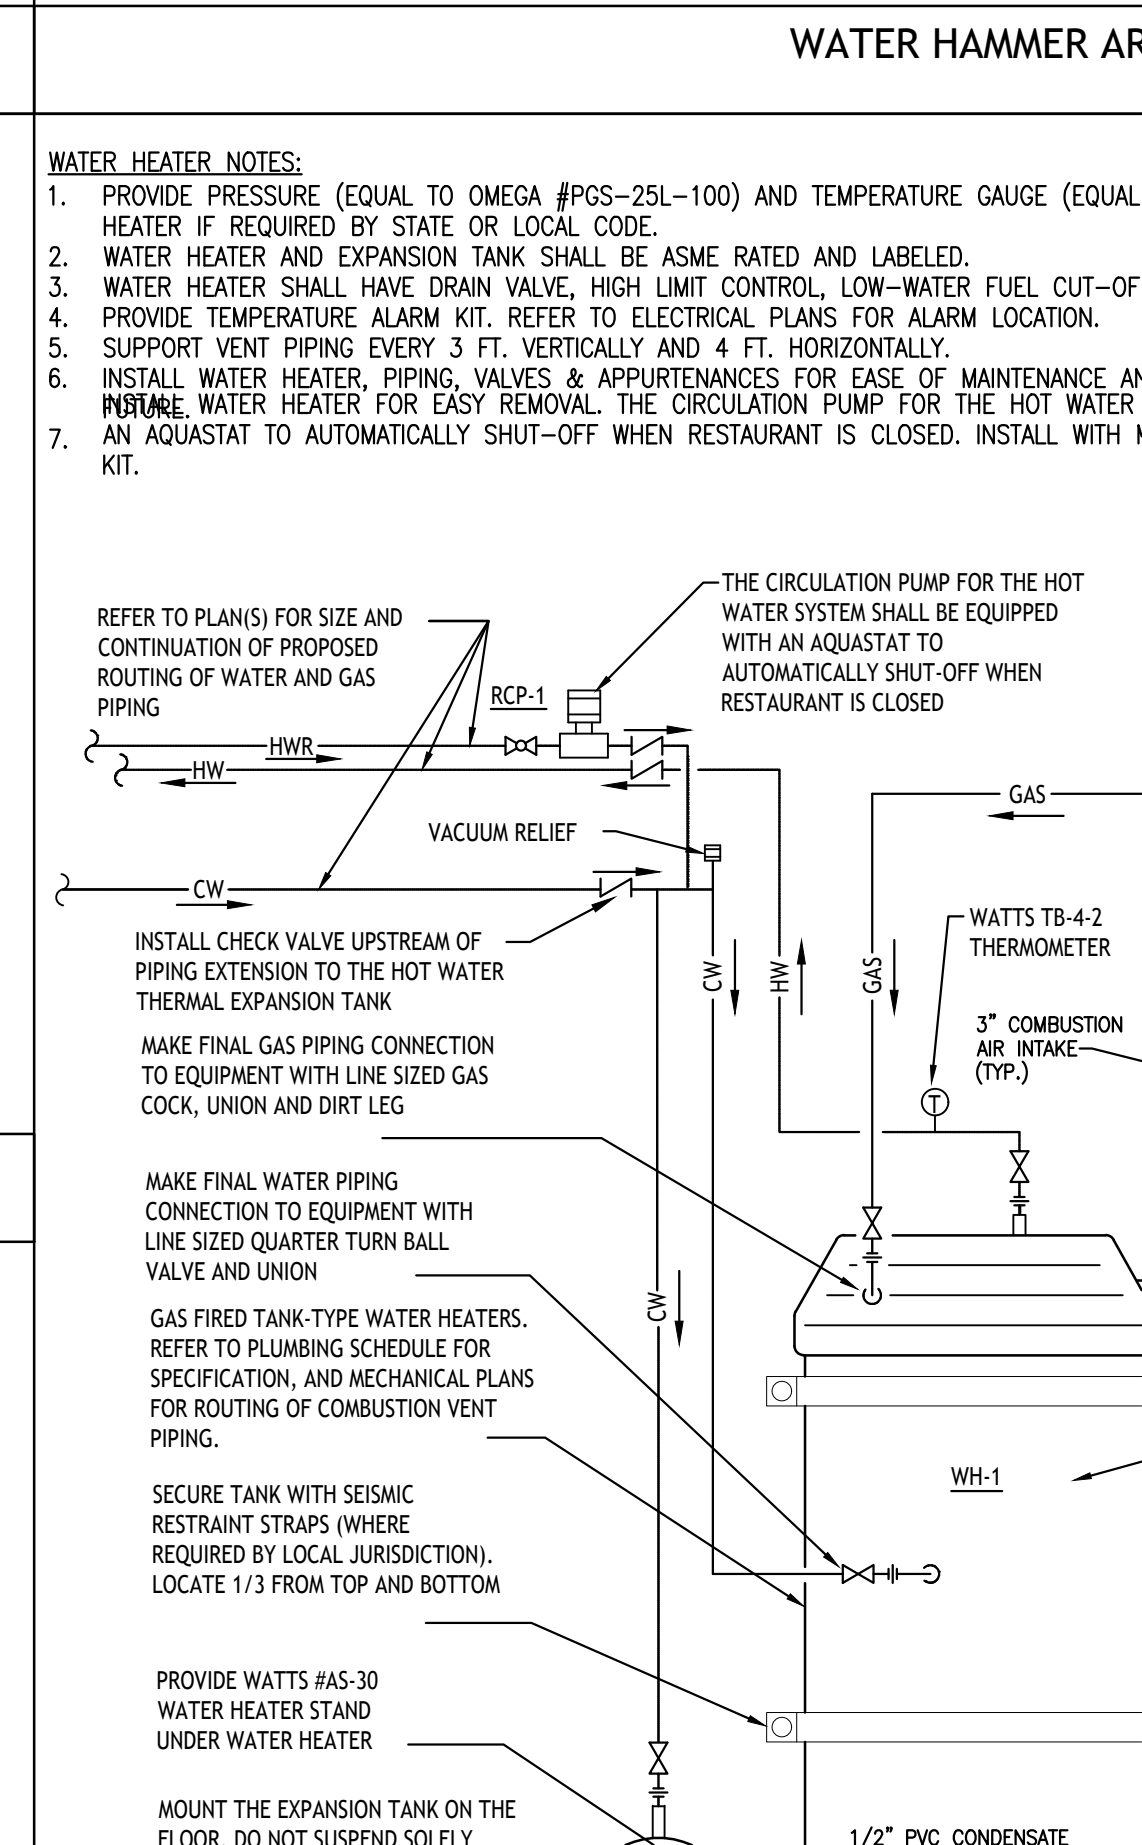 WATER HAMMER AR
WATER HEATER NOTES:
1. PROVIDE PRESSURE (EQUAL TO OMEGA #PGS-25L-100) AND TEMPERATURE GAUGE (EQUAL
HEATER IF REQUIRED BY STATE OR LOCAL CODE.
2. WATER HEATER AND EXPANSION TANK SHALL BE ASME RATED AND LABELED.
3. WATER HEATER SHALL HAVE DRAIN VALVE, HIGH LIMIT CONTROL, LOW-WATER FUEL CUT-OF
4. PROVIDE TEMPERATURE ALARM KIT. REFER TO ELECTRICAL PLANS FOR ALARM LOCATION.
5. SUPPORT VENT PIPING EVERY 3 FT. VERTICALLY AND 4 FT. HORIZONTALLY.
6. INSTALL WATER HEATER, PIPING, VALVES & APPURTENANCES FOR EASE OF MAINTENANCE AN
FUTURE.
INSTALL WATER HEATER FOR EASY REMOVAL. THE CIRCULATION PUMP FOR THE HOT WATER
7. AN AQUASTAT TO AUTOMATICALLY SHUT-OFF WHEN RESTAURANT IS CLOSED. INSTALL WITH M
KIT.
THE CIRCULATION PUMP FOR THE HOT
WATER SYSTEM SHALL BE EQUIPPED
WITH AN AQUASTAT TO
AUTOMATICALLY SHUT-OFF WHEN
RESTAURANT IS CLOSED
REFER TO PLAN(S) FOR SIZE AND
CONTINUATION OF PROPOSED
ROUTING OF WATER AND GAS
PIPING
RCP-1
HWR
HW
GAS
VACUUM RELIEF
CW
WATTS TB-4-2
THERMOMETER
INSTALL CHECK VALVE UPSTREAM OF
PIPING EXTENSION TO THE HOT WATER
THERMAL EXPANSION TANK
CW
HW
GAS
3" COMBUSTION
AIR INTAKE
(TYP.)
MAKE FINAL GAS PIPING CONNECTION
TO EQUIPMENT WITH LINE SIZED GAS
COCK, UNION AND DIRT LEG
T
MAKE FINAL WATER PIPING
CONNECTION TO EQUIPMENT WITH
LINE SIZED QUARTER TURN BALL
VALVE AND UNION
CW
GAS FIRED TANK-TYPE WATER HEATERS.
REFER TO PLUMBING SCHEDULE FOR
SPECIFICATION, AND MECHANICAL PLANS
FOR ROUTING OF COMBUSTION VENT
PIPING.
WH-1
SECURE TANK WITH SEISMIC
RESTRAINT STRAPS (WHERE
REQUIRED BY LOCAL JURISDICTION).
LOCATE 1/3 FROM TOP AND BOTTOM
PROVIDE WATTS #AS-30
WATER HEATER STAND
UNDER WATER HEATER
MOUNT THE EXPANSION TANK ON THE
FLOOR. DO NOT SUSPEND SOLELY
1/2" PVC CONDENSATE